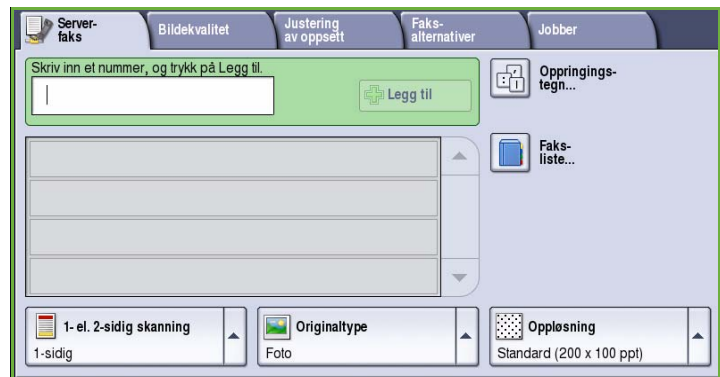 Server-
faks
Bildekvalitet
Justering
av oppsett
Faks-
alternativer
Jobber
Skriv inn et nummer, og trykk på Legg til.
Legg til
Oppringings-
tegn...
Faks-
liste...
1- el. 2-sidig skanning
1-sidig
Originaltype
Foto
Oppløsning
Standard (200 x 100 ppt)